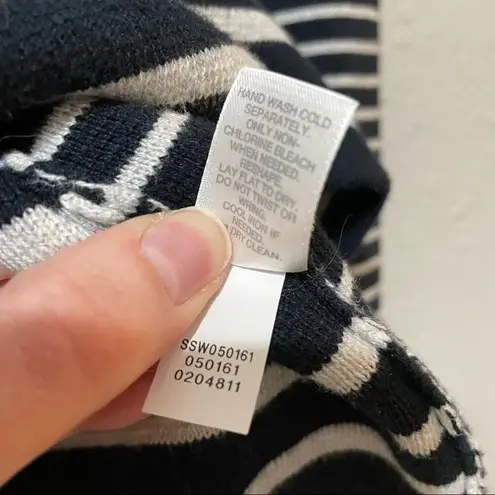 HAND WASH COLD
SEPARATELY.
ONLY NON-
CHLORINE BLEACH
WHEN NEEDED.
RESHAPE.
LAY FLAT TO DRY
DO NOT TWIST OR
WRING.
COOL IRON IF
NEEDED.
DRY CLEAN.
SSW050161
050161
0204811